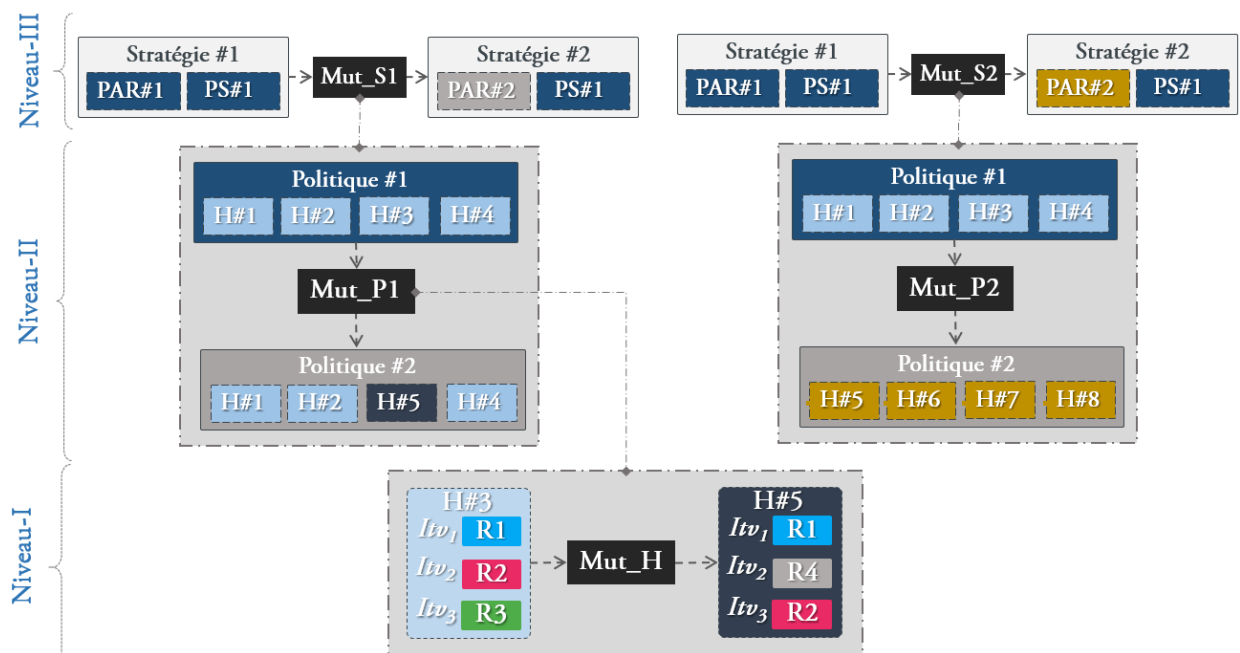 Niveau-III
Stratégie #1
PAR#1 PS#1
Mut_S1
Stratégie #2
PAR#2 PS#1
Stratégie #1
PAR#1 PS#1
Mut_S2
Stratégie #2
PAR#2 PS#1
Niveau-II
Politique #1
H#1 H#2 H#3 H#4
Mut_P1
Politique #2
H#1 H#2 H#5 H#4
Politique #1
H#1 H#2 H#3 H#4
Mut_P2
Politique #2
H#5 H#6 H#7 H#8
Niveau-I
H#3
Itv1 R1
Itv2 R2
Itv3 R3
Mut_H
H#5
Itv1 R1
Itv2 R4
Itv3 R2